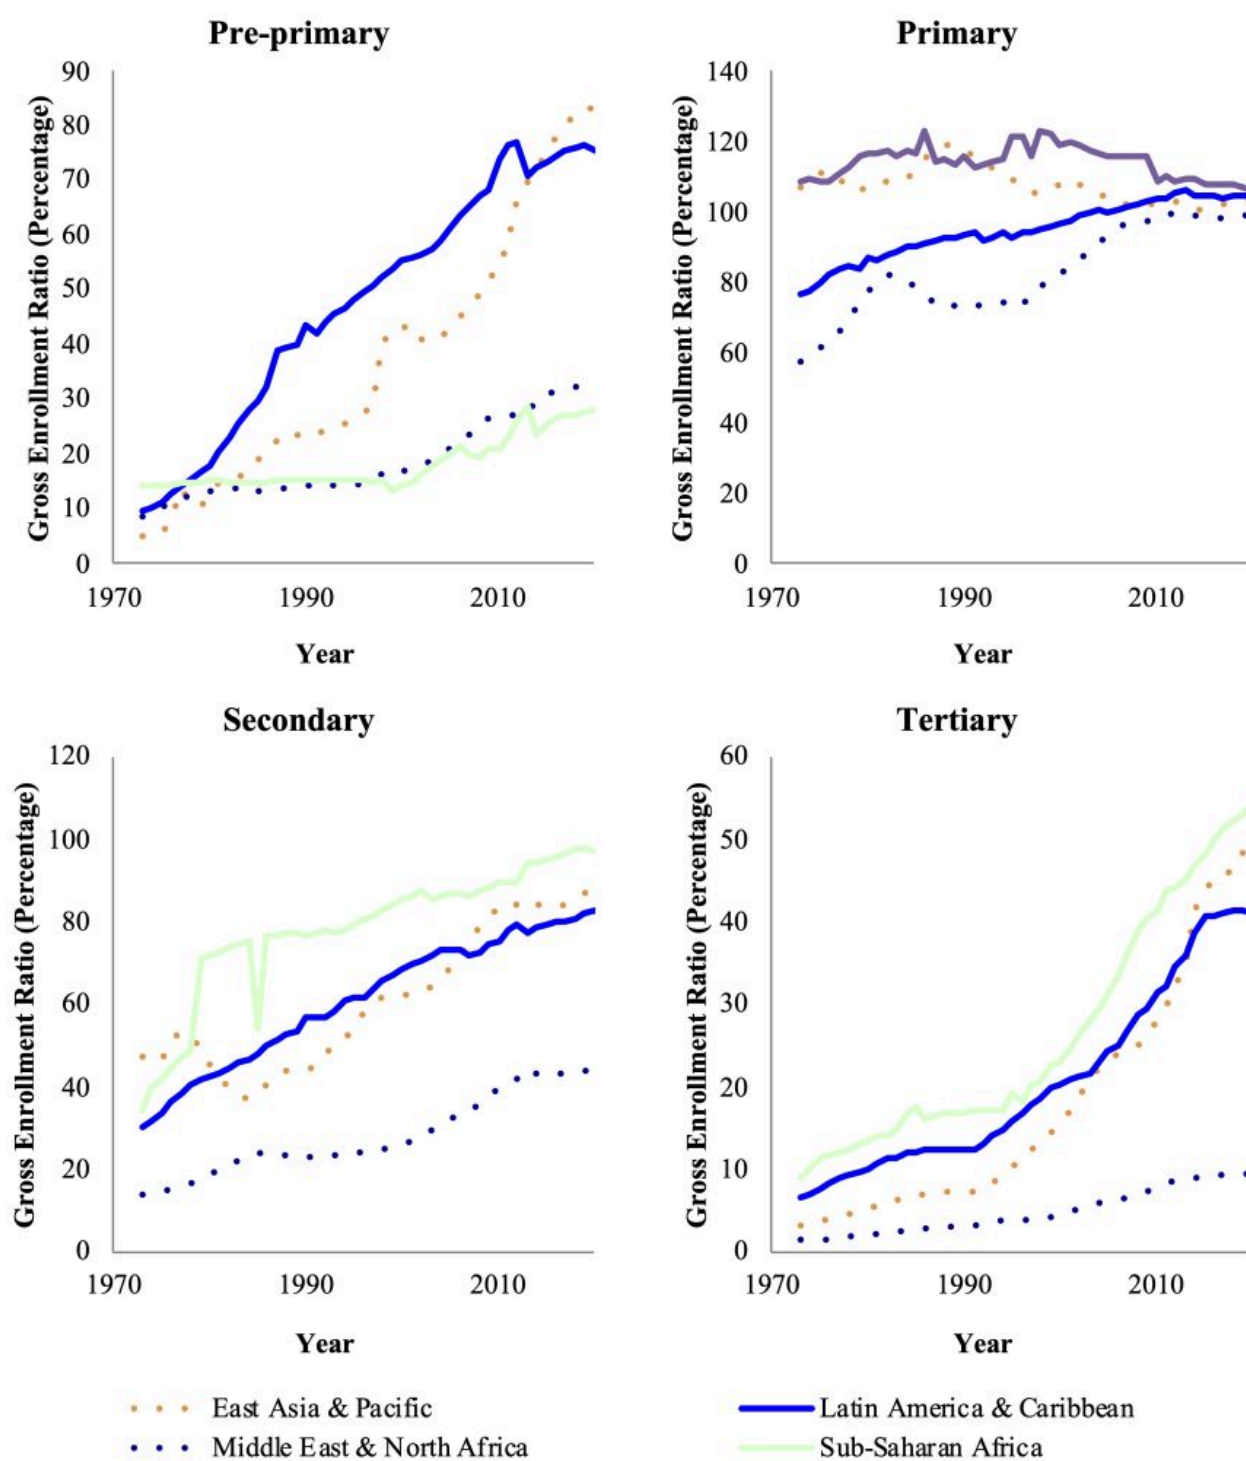 Pre-primary
Gross Enrollment Ratio (Percentage)
90
80
70
60
50
40
30
20
10
0
1970 1990 2010
Year
Primary
Gross Enrollment Ratio (Percentage)
140
120
100
80
60
40
20
0
1970 1990 2010
Year
Secondary
Gross Enrollment Ratio (Percentage)
120
100
80
60
40
20
0
1970 1990 2010
Year
Tertiary
Gross Enrollment Ratio (Percentage)
60
50
40
30
20
10
0
1970 1990 2010
Year
East Asia & Pacific
Latin America & Caribbean
Middle East & North Africa
Sub-Saharan Africa